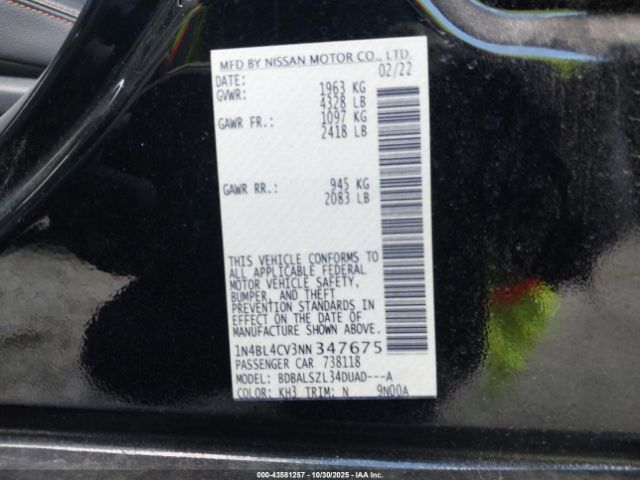 MFD BY NISSAN MOTOR CO., LTD.
DATE: 02/22
GVWR: 1963 KG
4328 LB
GAWR FR.: 1097 KG
2418 LB
GAWR RR.: 945 KG
2083 LB
THIS VEHICLE CONFORMS TO
ALL APPLICABLE FEDERAL
MOTOR VEHICLE SAFETY,
BUMPER, AND THEFT
PREVENTION STANDARDS IN
EFFECT ON THE DATE OF
MANUFACTURE SHOWN ABOVE.
1N4BL4CV3NN347675
PASSENGER CAR 738118
MODEL: BDBALSZL34DUAD---A
COLOR: KH3 TRIM: N 9N00A
000-43581257 - 10/30/2025 - IAAI.com